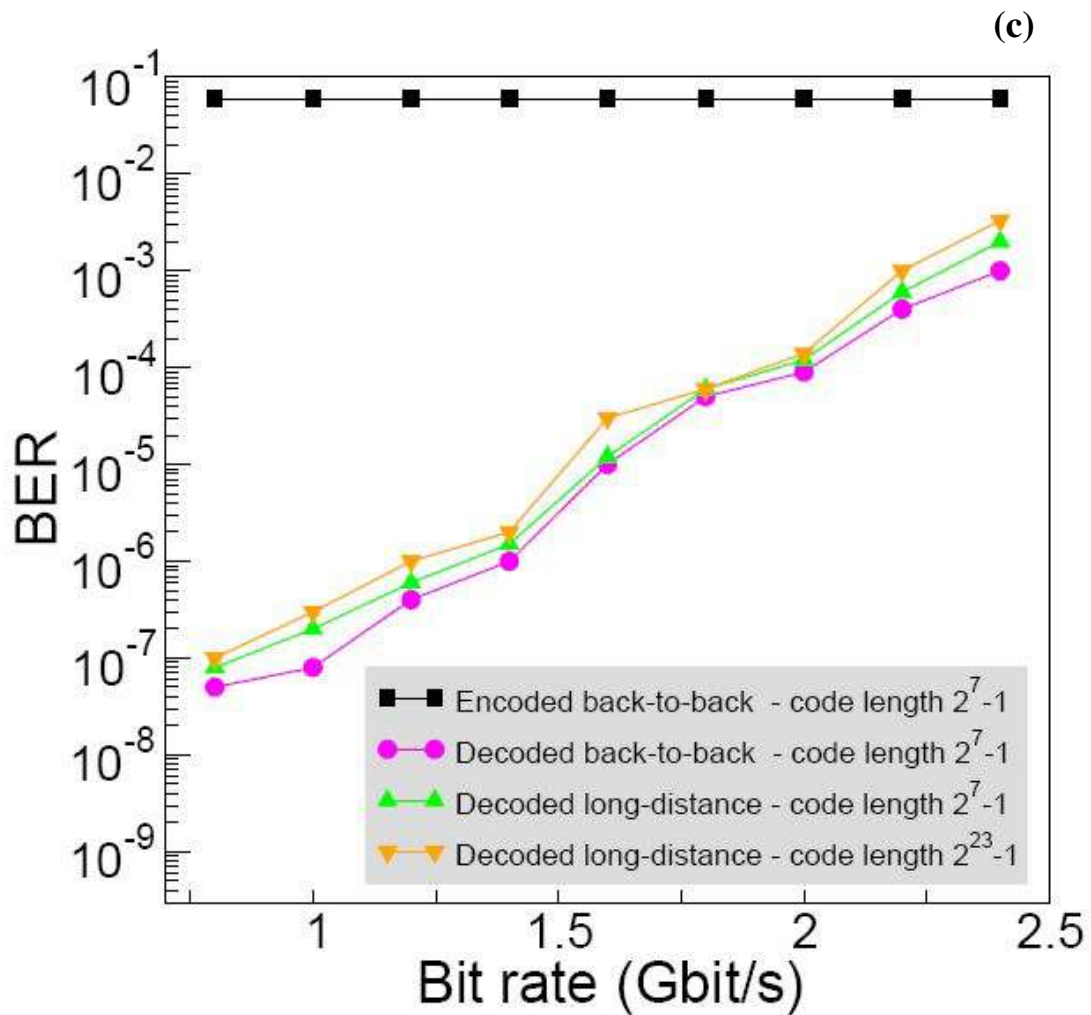 (c)
10^-1
10^-2
10^-3
10^-4
10^-5
10^-6
10^-7
10^-8
10^-9
BER
Encoded back-to-back - code length 2^7-1
Decoded back-to-back - code length 2^7-1
Decoded long-distance - code length 2^7-1
Decoded long-distance - code length 2^23-1
1 1.5 2 2.5
Bit rate (Gbit/s)